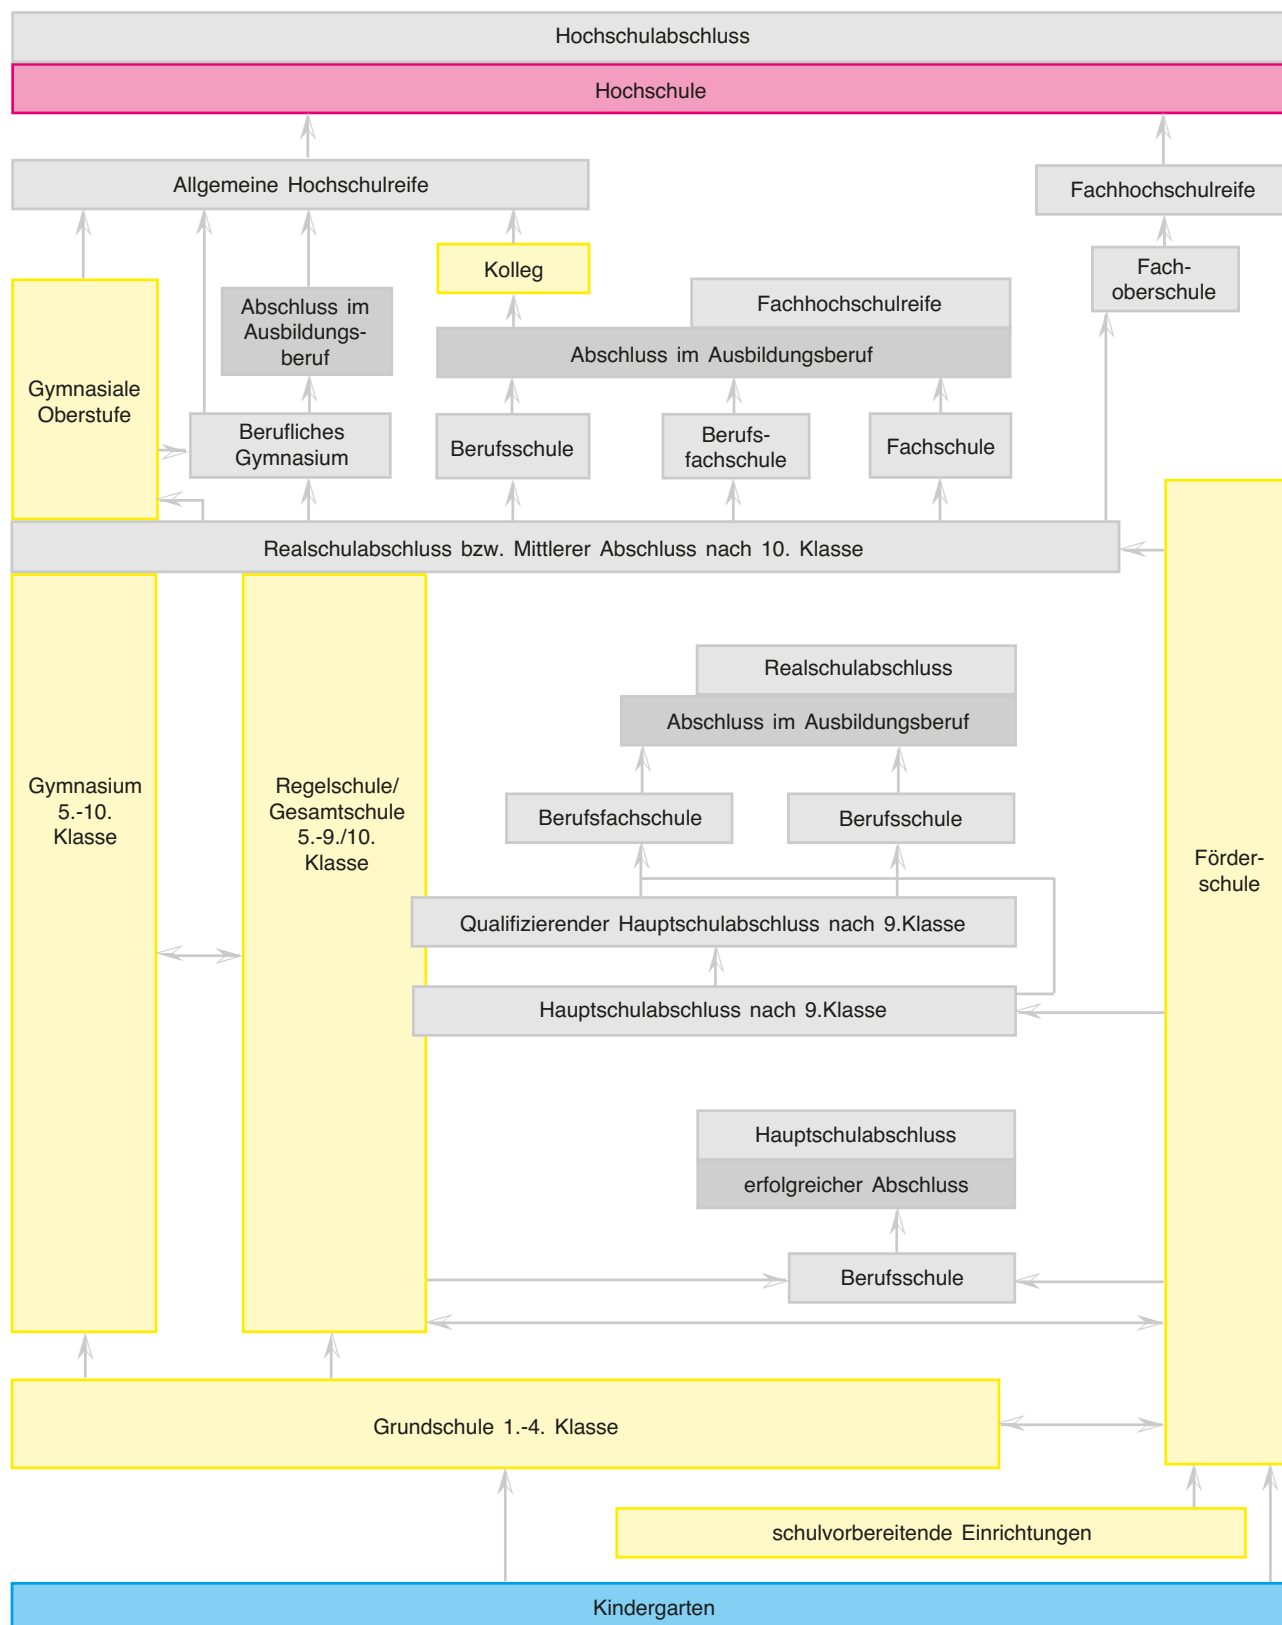 Hochschulabschluss
Hochschule
Allgemeine Hochschulreife
Fachhochschulreife
Kolleg
Fach-
oberschule
Abschluss im
Ausbildungs-
beruf
Fachhochschulreife
Abschluss im Ausbildungsberuf
Gymnasiale
Oberstufe
Berufliches
Gymnasium
Berufsschule
Berufs-
fachschule
Fachschule
Realschulabschluss bzw. Mittlerer Abschluss nach 10. Klasse
Realschulabschluss
Abschluss im Ausbildungsberuf
Gymnasium
5.-10.
Klasse
Regelschule/
Gesamtschule
5.-9./10.
Klasse
Berufsfachschule
Berufsschule
Förder-
schule
Qualifizierender Hauptschulabschluss nach 9.Klasse
Hauptschulabschluss nach 9.Klasse
Hauptschulabschluss
erfolgreicher Abschluss
Berufsschule
Grundschule 1.-4. Klasse
schulvorbereitende Einrichtungen
Kindergarten